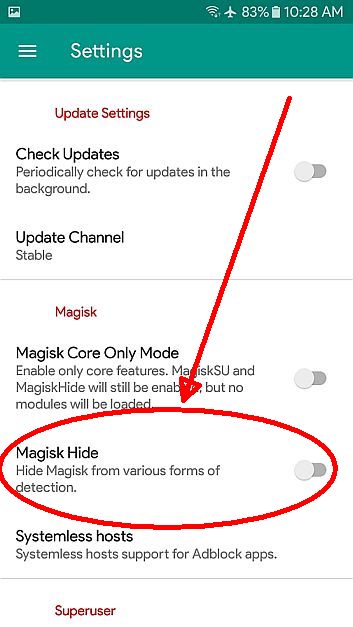 83% 10:28 AM
Settings
Update Settings
Check Updates
Periodically check for updates in the
background.
Update Channel
Stable
Magisk
Magisk Core Only Mode
Enable only core features. MagiskSU and
MagiskHide will still be enabled, but no
modules will be loaded.
Magisk Hide
Hide Magisk from various forms of
detection.
Systemless hosts
Systemless hosts support for Adblock apps.
Superuser